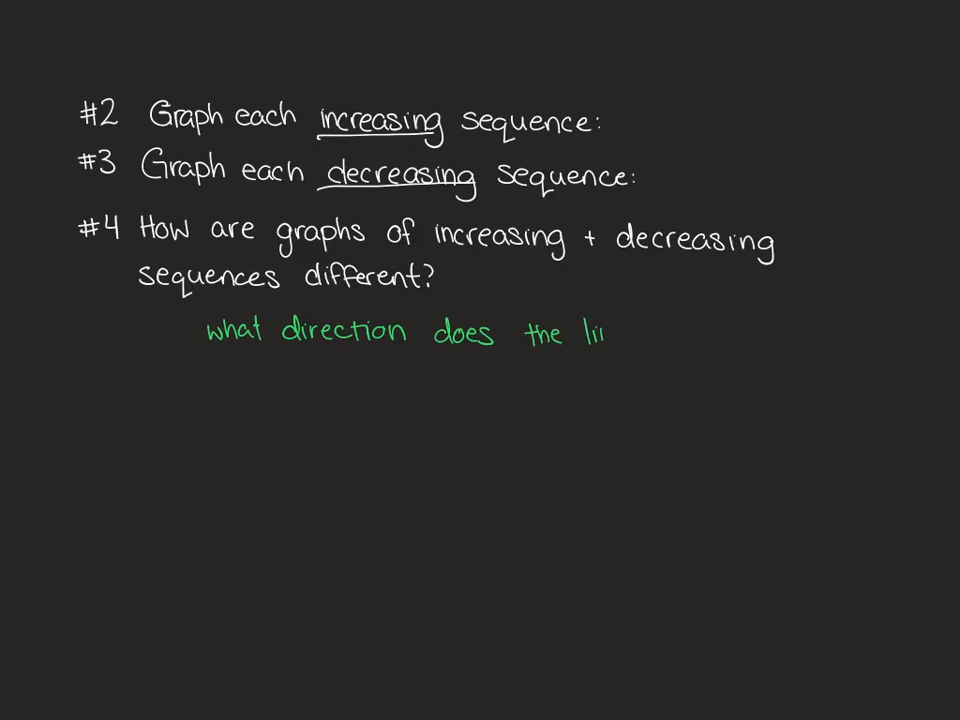 #2 Graph each increasing sequence:
#3 Graph each decreasing sequence:
#4 How are graphs of increasing + decreasing
sequences different?
what direction does the